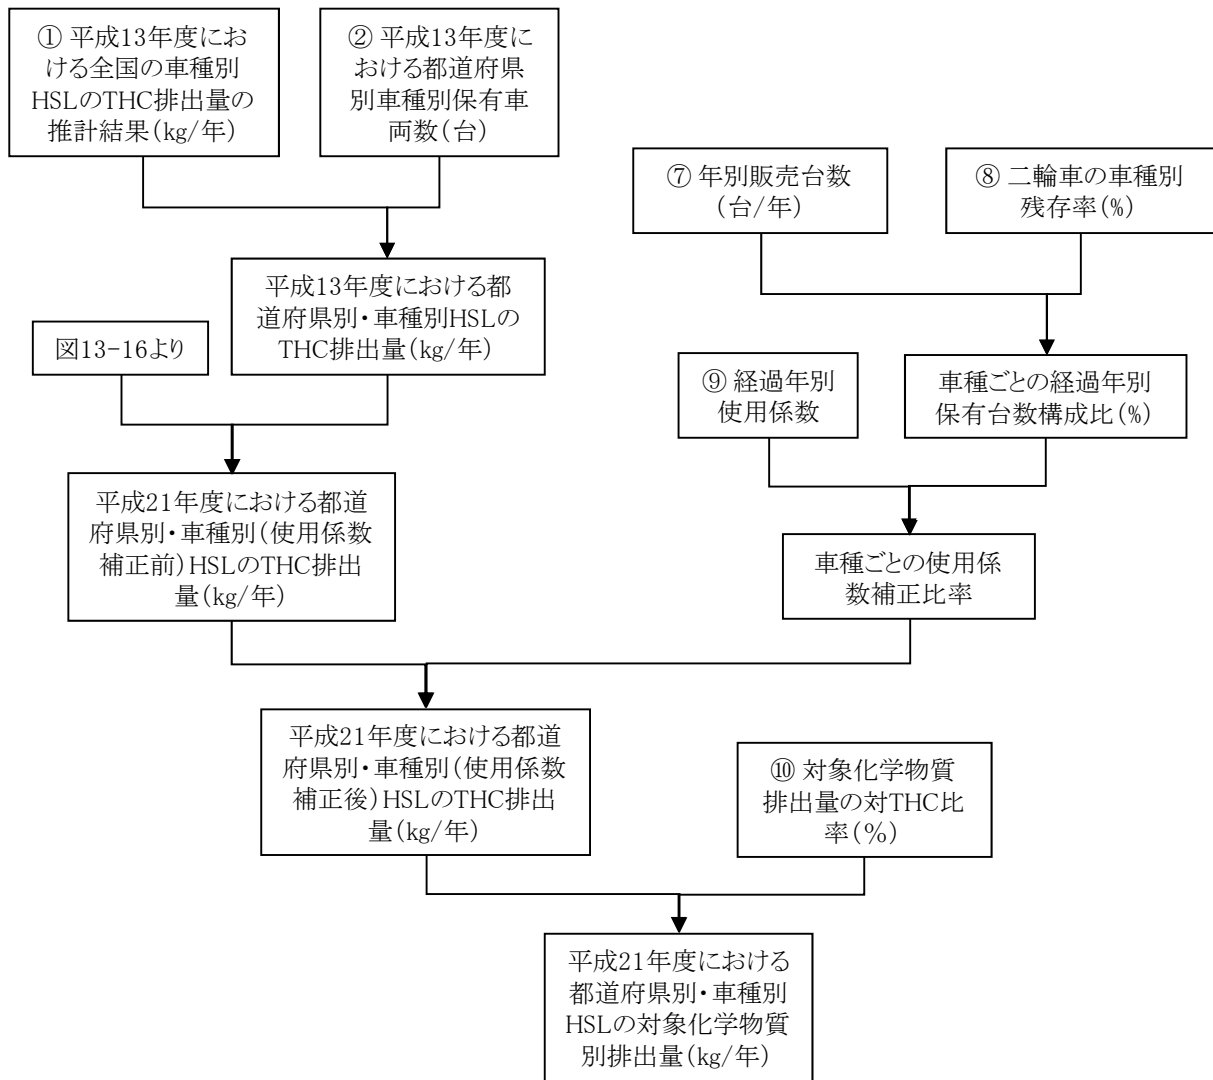 ① 平成13年度にお
ける全国の車種別
HSLのTHC排出量の
推計結果(kg/年)
② 平成13年度に
おける都道府県
別車種別保有車
両数(台)
⑦ 年別販売台数
(台/年)
⑧ 二輪車の車種別
残存率(%)
平成13年度における都
道府県別・車種別HSLの
THC排出量(kg/年)
図13-16より
⑨ 経過年別
使用係数
車種ごとの経過年別
保有台数構成比(%)
平成21年度における都道
府県別・車種別(使用係数
補正前)HSLのTHC排出
量(kg/年)
車種ごとの使用係
数補正比率
平成21年度における都道
府県別・車種別(使用係数
補正後)HSLのTHC排出
量(kg/年)
⑩ 対象化学物質
排出量の対THC比
率(%)
平成21年度における
都道府県別・車種別
HSLの対象化学物質
別排出量(kg/年)